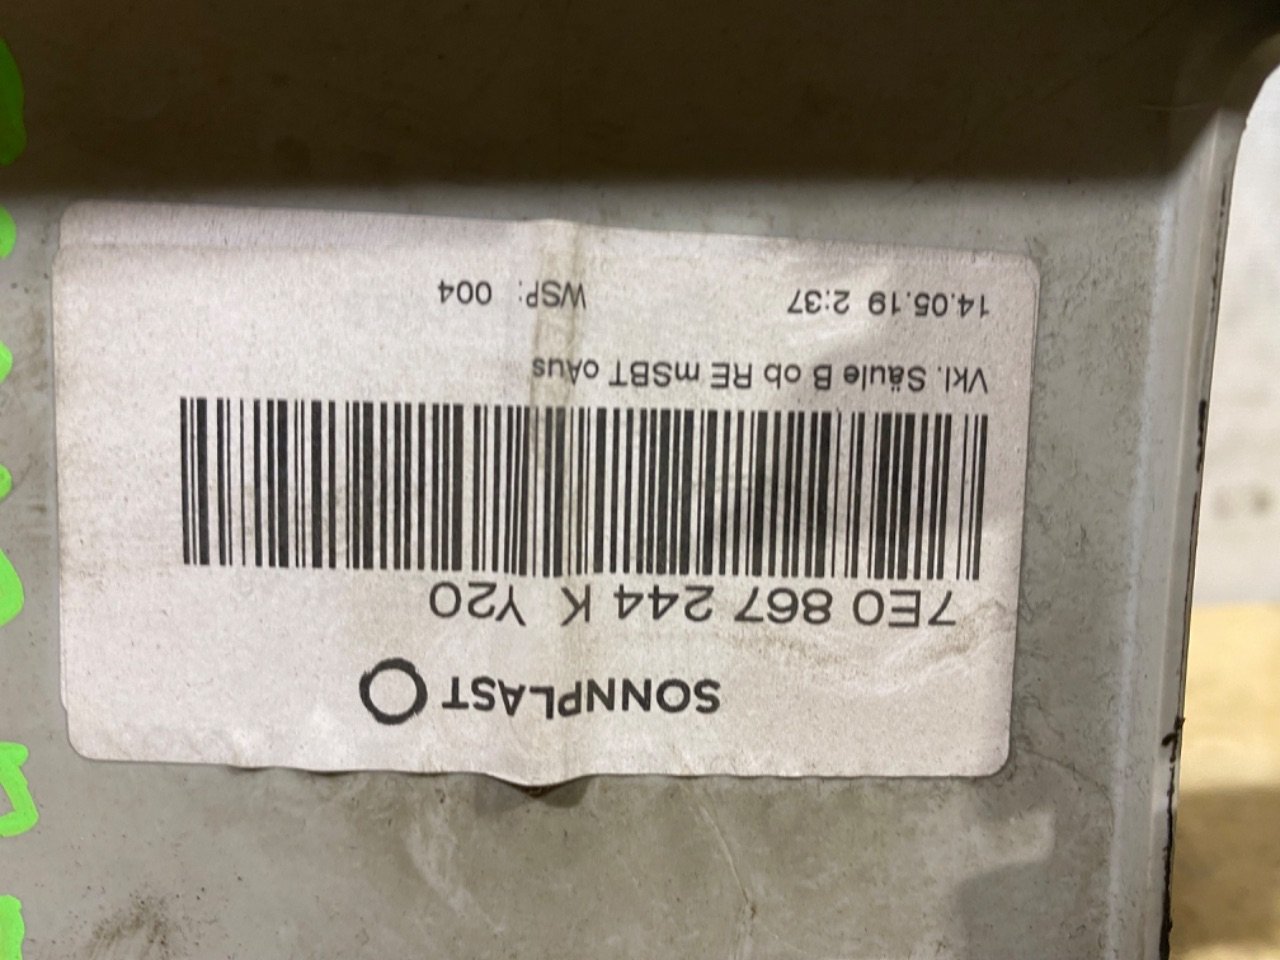 SONNPLAST
7E0 867 244 K Y20
Vkl. Säule B ob RE mSBT oAus
14.05.19 2:37 WSP: 004